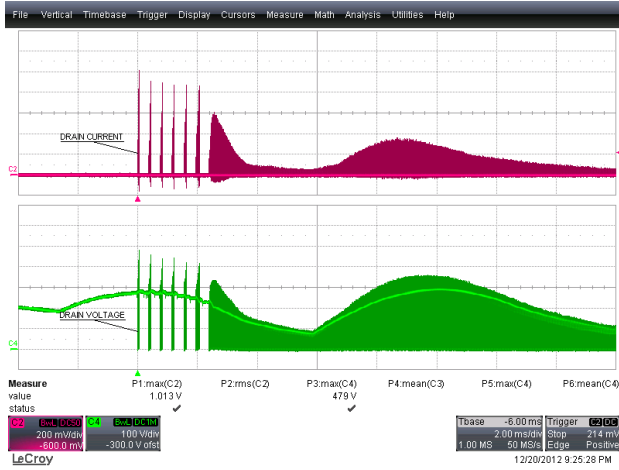 File Vertical Timebase Trigger Display Cursors Measure Math Analysis Utilities Help
DRAIN CURRENT
C2
DRAIN VOLTAGE
C4
Measure P1:max(C2) P2:rms(C2) P3:max(C4) P4:mean(C3) P5:max(C4) P6:mean(C4)
value 1.013 V 479 V
status
C2 BwL DC50 C4 BwL DC1M Tbase -6.00 ms Trigger C2 DC
200 mV/div 100 V/div 2.00 ms/div Stop 214 mV
-600.0 mV -300.0 V ofst 1.00 MS 50 MS/s Edge Positive
LeCroy 12/20/2012 9:25:28 PM